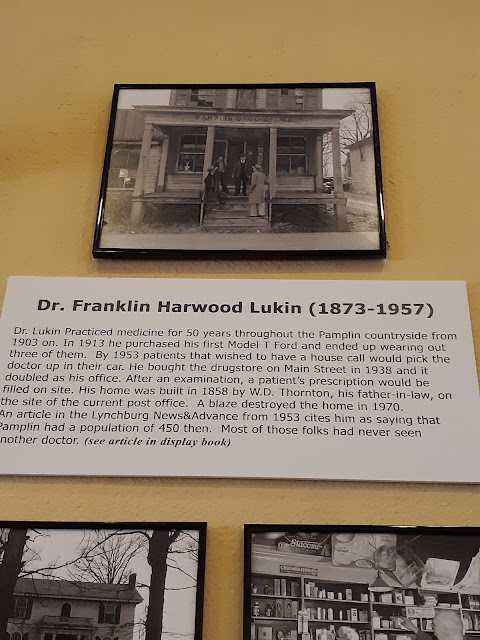 PAMPLIN DRUG
Dr. Franklin Harwood Lukin (1873-1957)
Dr. Lukin Practiced medicine for 50 years throughout the Pamplin countryside from
1903 on. In 1913 he purchased his first Model T Ford and ended up wearing out
three of them. By 1953 patients that wished to have a house call would pick the
doctor up in their car. He bought the drugstore on Main Street in 1938 and it
doubled as his office. After an examination, a patient's prescription would be
filled on site. His home was built in 1858 by W.D. Thornton, his father-in-law, on
the site of the current post office. A blaze destroyed the home in 1970.
An article in the Lynchburg News&Advance from 1953 cites him as saying that
Pamplin had a population of 450 then. Most of those folks had never seen
another doctor. (see article in display book)
Stacomb